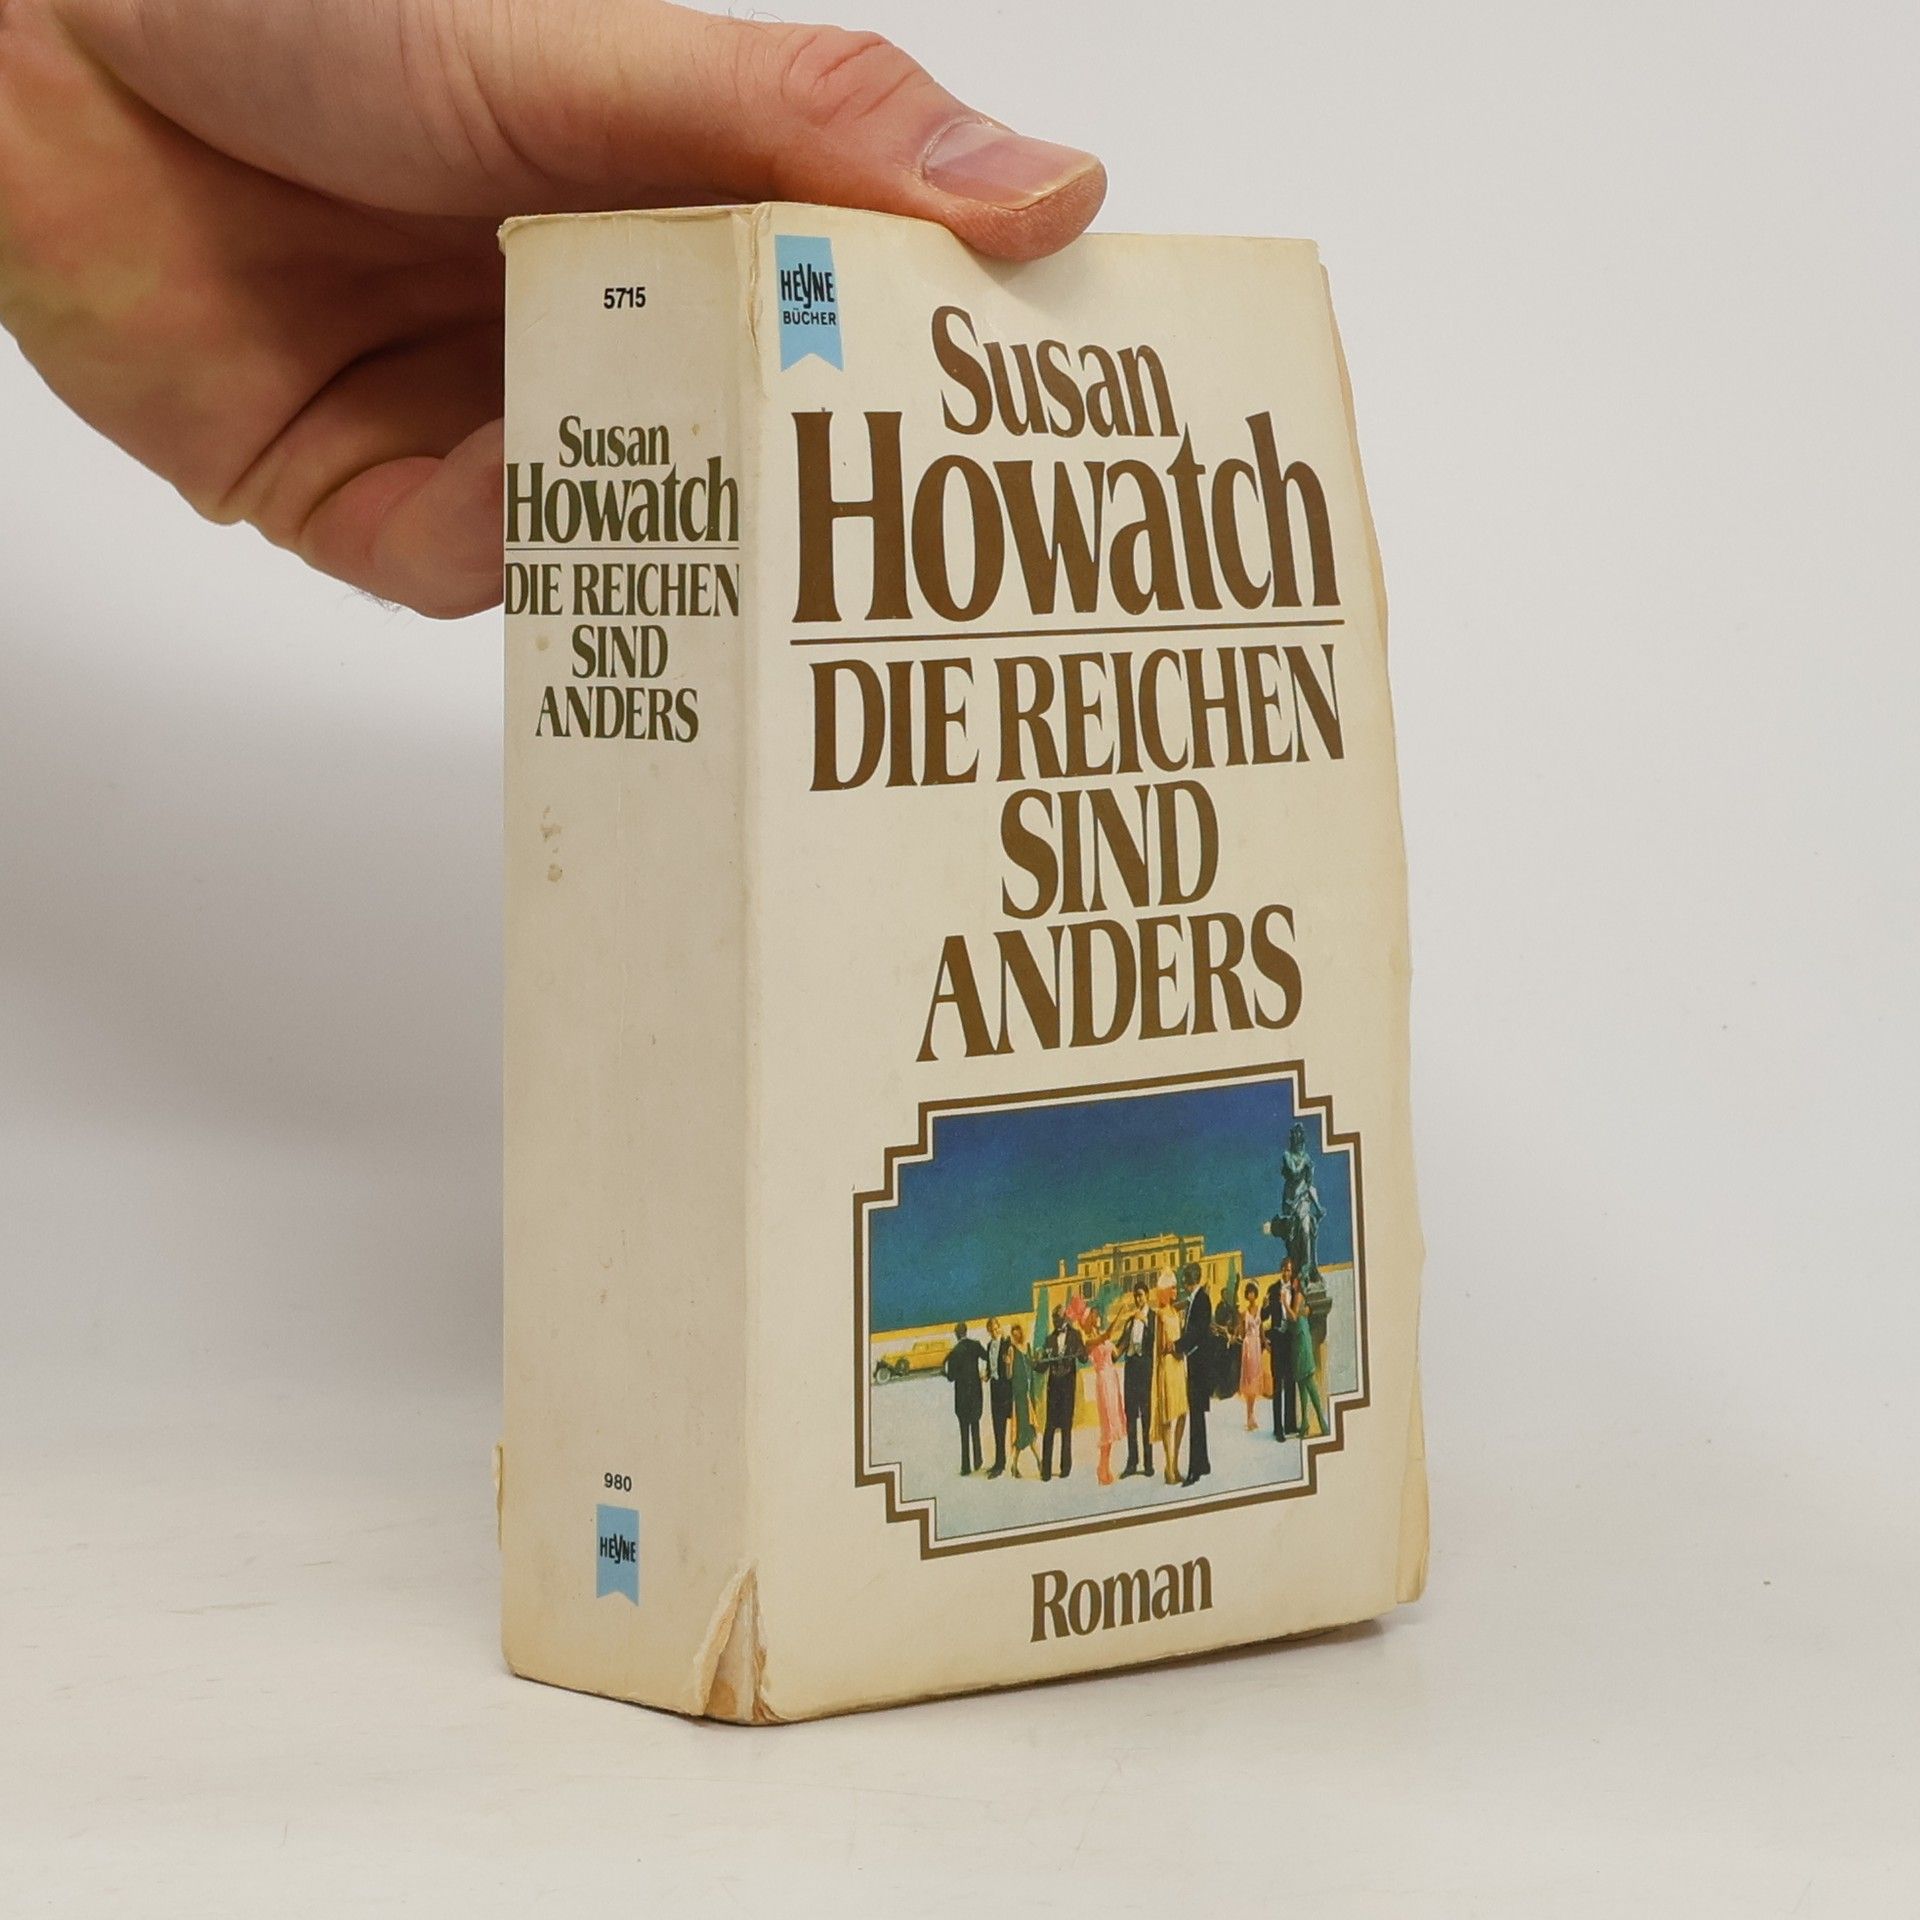 5715
Susan
Howatch
DIE REICHEN
SIND
ANDERS
980
HEYNE
HEYNE
BÜCHER
Susan
Howatch
DIE REICHEN
SIND
ANDERS
Roman